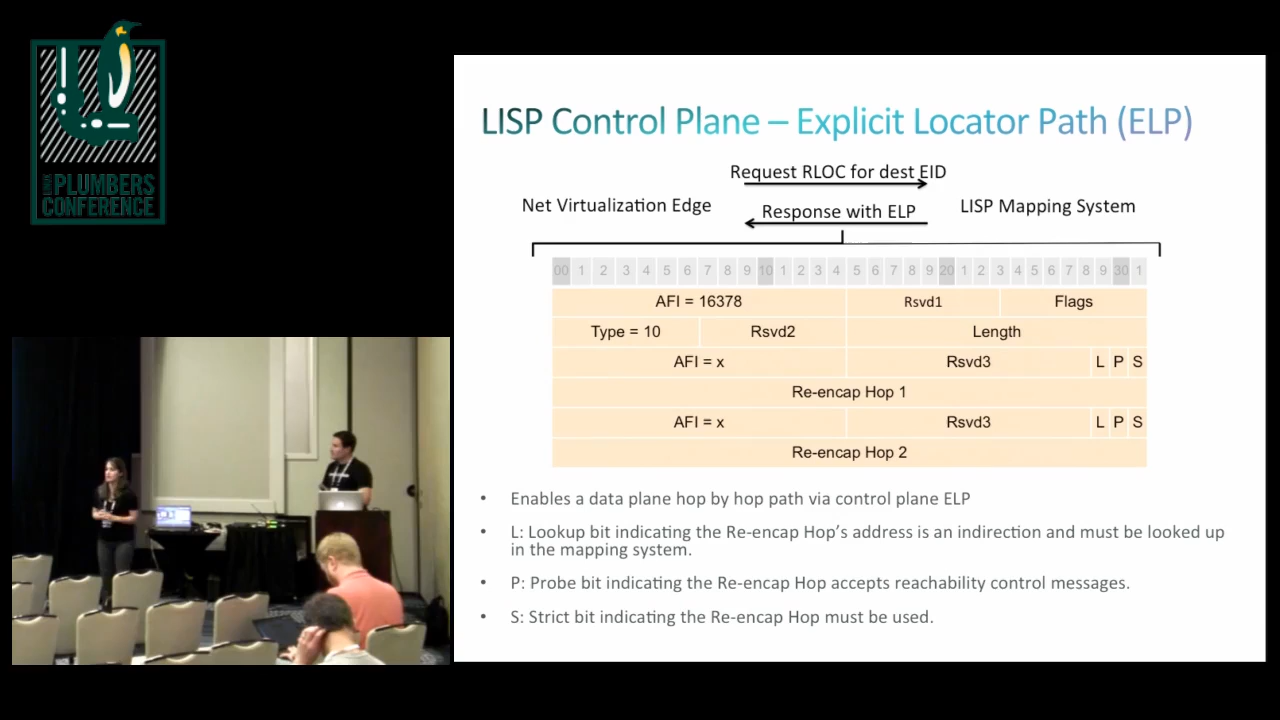 LINUX
PLUMBERS
CONFERENCE
LISP Control Plane – Explicit Locator Path (ELP)
Request RLOC for dest EID
Net Virtualization Edge
Response with ELP
LISP Mapping System
00 1 2 3 4 5 6 7 8 9 10 1 2 3 4 5 6 7 8 9 20 1 2 3 4 5 6 7 8 9 30 1
AFI = 16378 Rsvd1 Flags
Type = 10 Rsvd2 Length
AFI = x Rsvd3 L P S
Re-encap Hop 1
AFI = x Rsvd3 L P S
Re-encap Hop 2
• Enables a data plane hop by hop path via control plane ELP
• L: Lookup bit indicating the Re-encap Hop’s address is an indirection and must be looked up
in the mapping system.
• P: Probe bit indicating the Re-encap Hop accepts reachability control messages.
• S: Strict bit indicating the Re-encap Hop must be used.